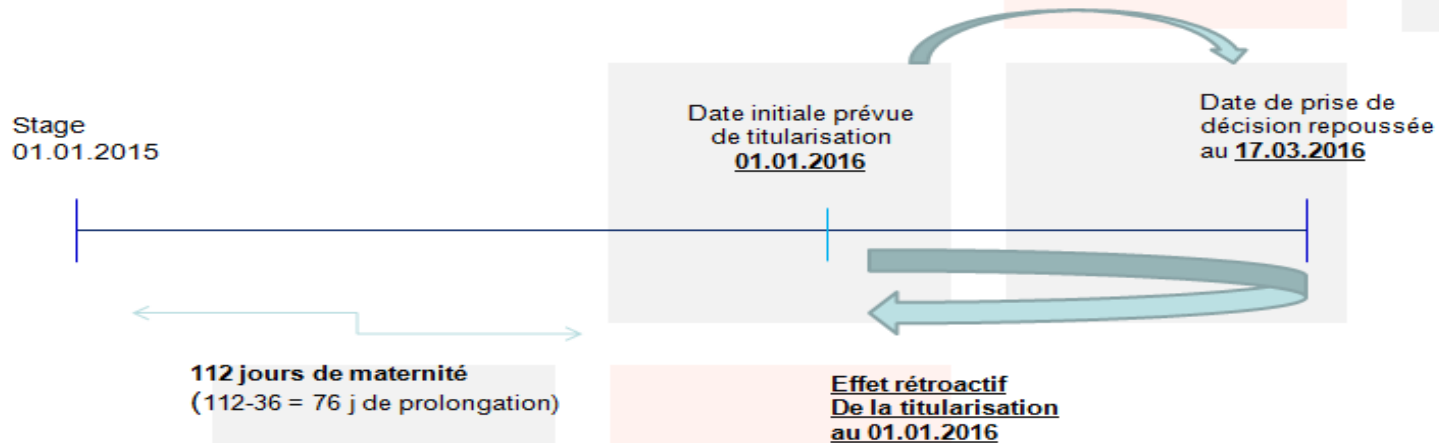 Stage
01.01.2015
Date initiale prévue
de titularisation
01.01.2016
Date de prise de
décision repoussée
au 17.03.2016
112 jours de maternité
(112-36 = 76 j de prolongation)
Effet rétroactif
De la titularisation
au 01.01.2016